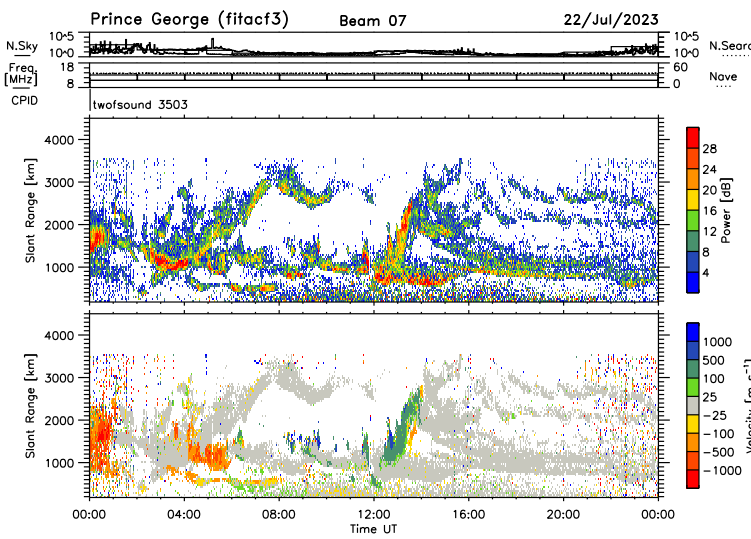 Prince George (fitacf3) Beam 07 22/Jul/2023
N.Sky 10^5 10^0 10^5 10^0 N.Searc
Freq [MHz] 18 8 60 0 Nave
CPID twofsound 3503
Slant Range [km] 4000 3000 2000 1000
Power [dB] 28 24 20 16 12 8 4
Slant Range [km] 4000 3000 2000 1000
Velocity [m s⁻¹] 1000 500 100 25 -25 -100 -500 -1000
00:00 04:00 08:00 12:00 16:00 20:00 00:00
Time UT